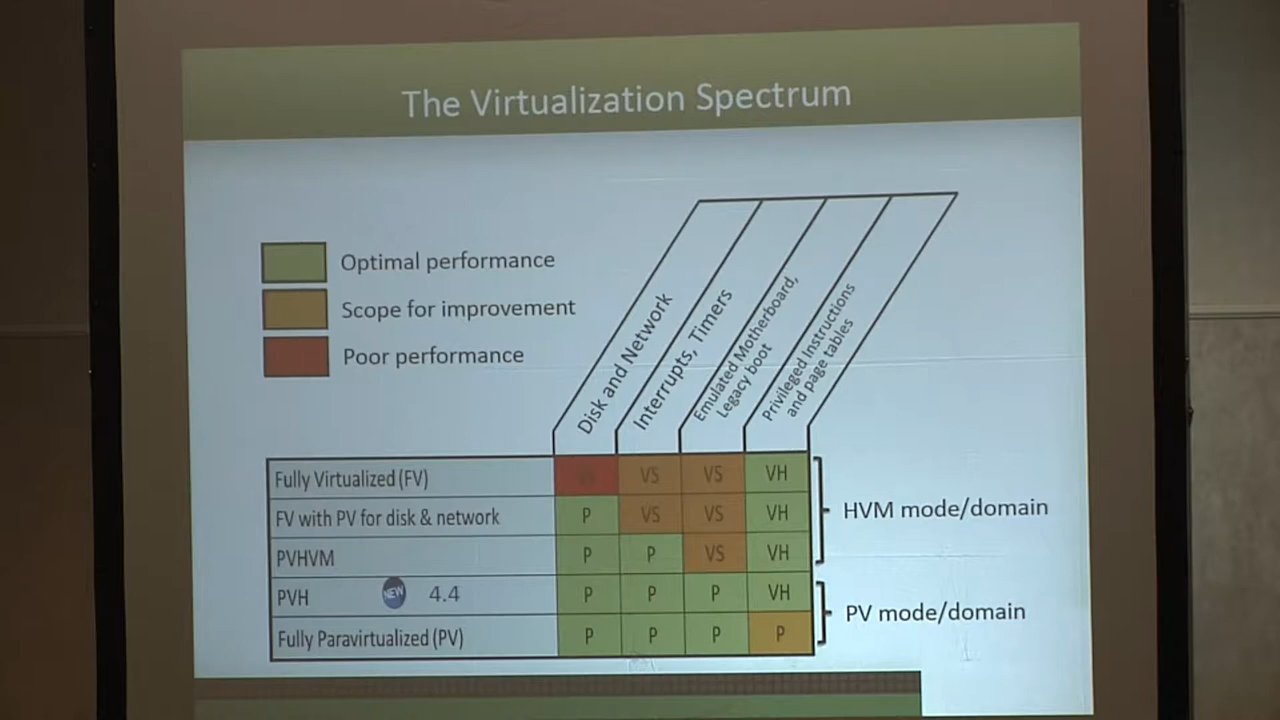 The Virtualization Spectrum
Optimal performance
Scope for improvement
Poor performance
Disk and Network
Interrupts, Timers
Emulated Motherboard,
Legacy boot
Privileged Instructions
and page tables
Fully Virtualized (FV) VS VS VH
FV with PV for disk & network P VS VS VH
PVHVM P P VS VH
PVH NEW 4.4 P P P VH
Fully Paravirtualized (PV) P P P P
HVM mode/domain
PV mode/domain